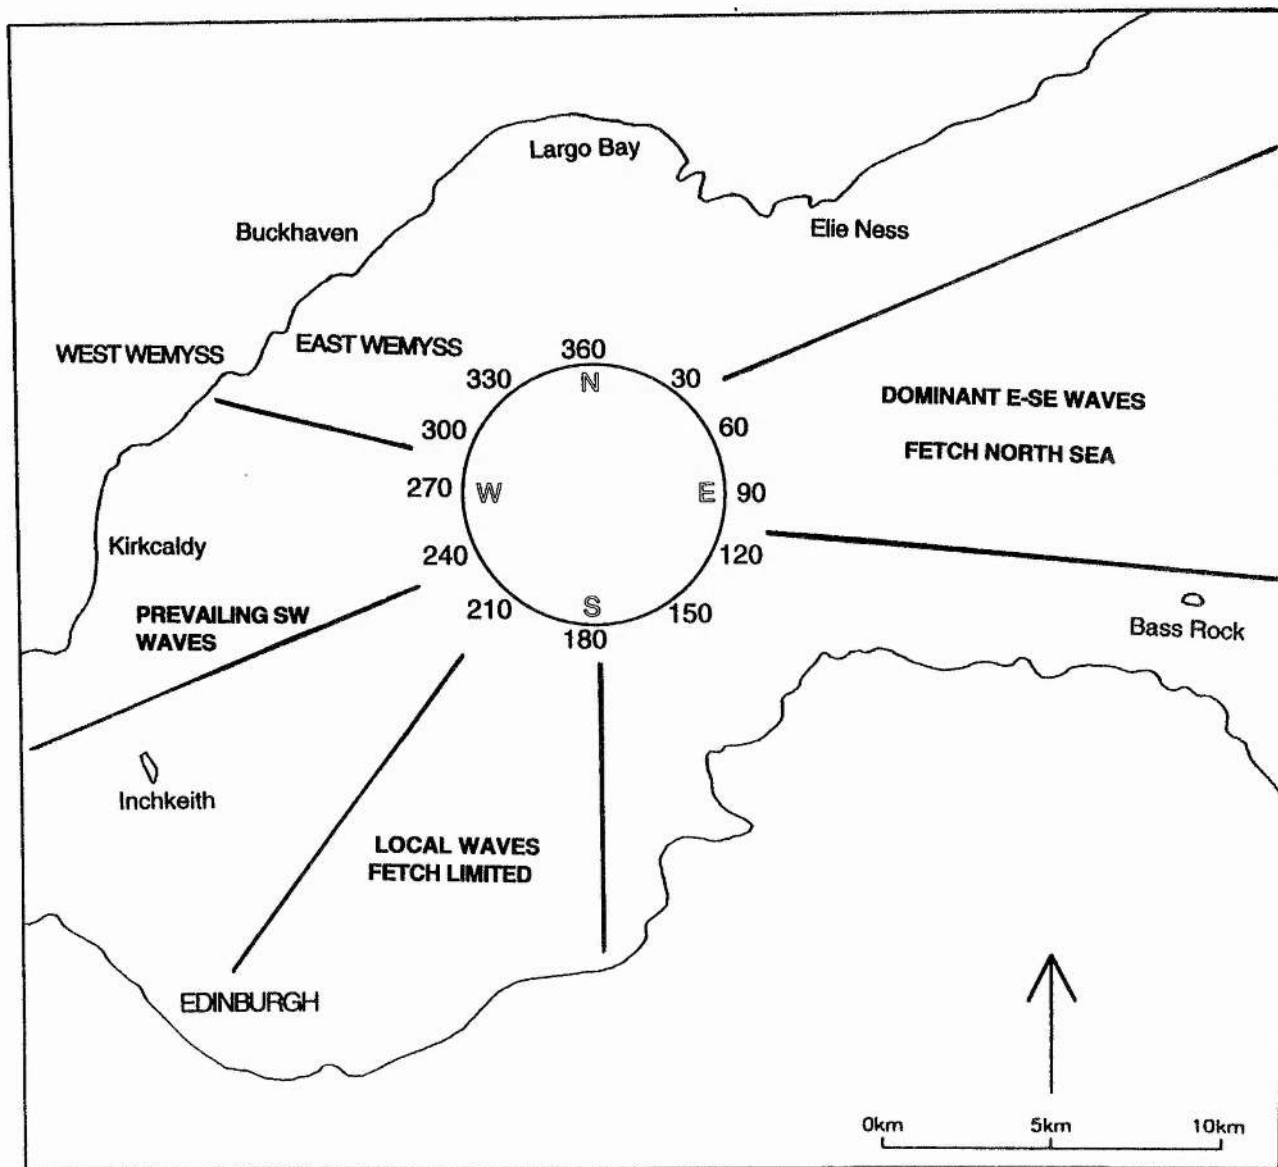 Largo Bay
Buckhaven
Elie Ness
WEST WEMYSS
EAST WEMYSS
360
N
330
30
300
60
270
W
E
90
240
120
210
S
150
180
DOMINANT E-SE WAVES
FETCH NORTH SEA
Kirkcaldy
PREVAILING SW
WAVES
Bass Rock
Inchkeith
LOCAL WAVES
FETCH LIMITED
EDINBURGH
0km
5km
10km